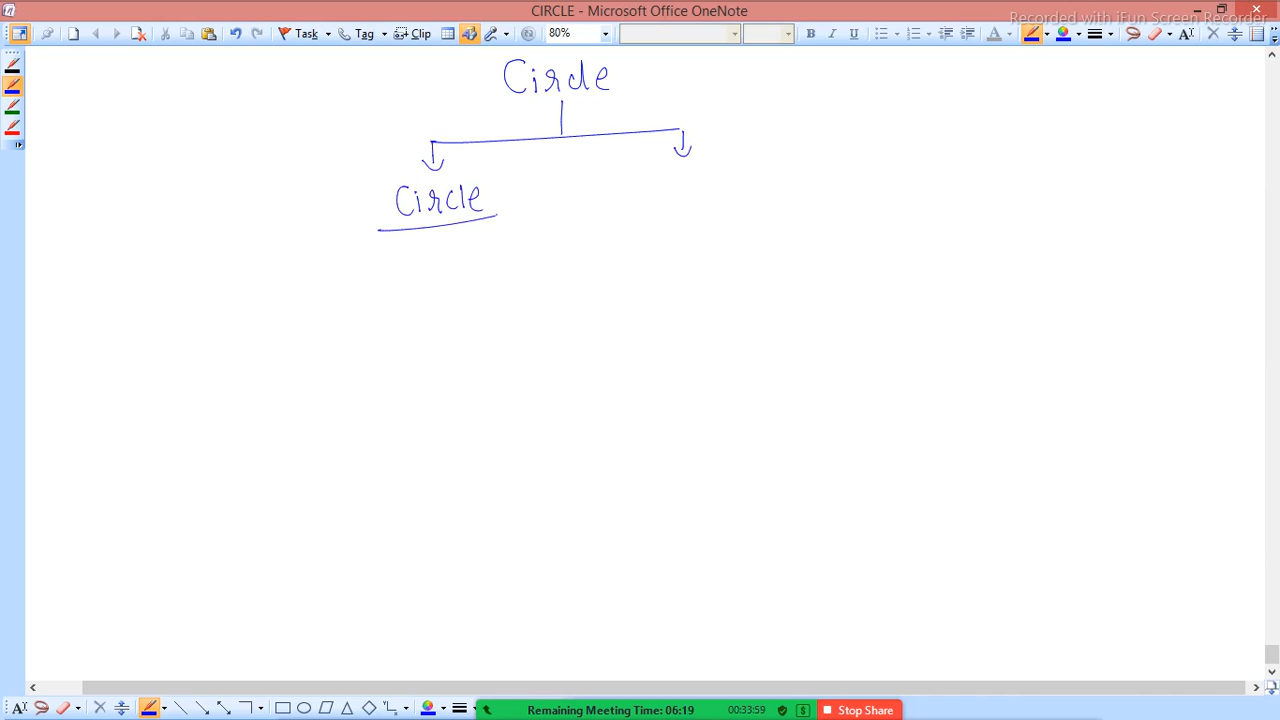 CIRCLE - Microsoft Office OneNote
Recorded with iFun Screen Recorder
Task Tag Clip 80% B I U A
Circle
Circle
Remaining Meeting Time: 06:19 00:33:59 Stop Share